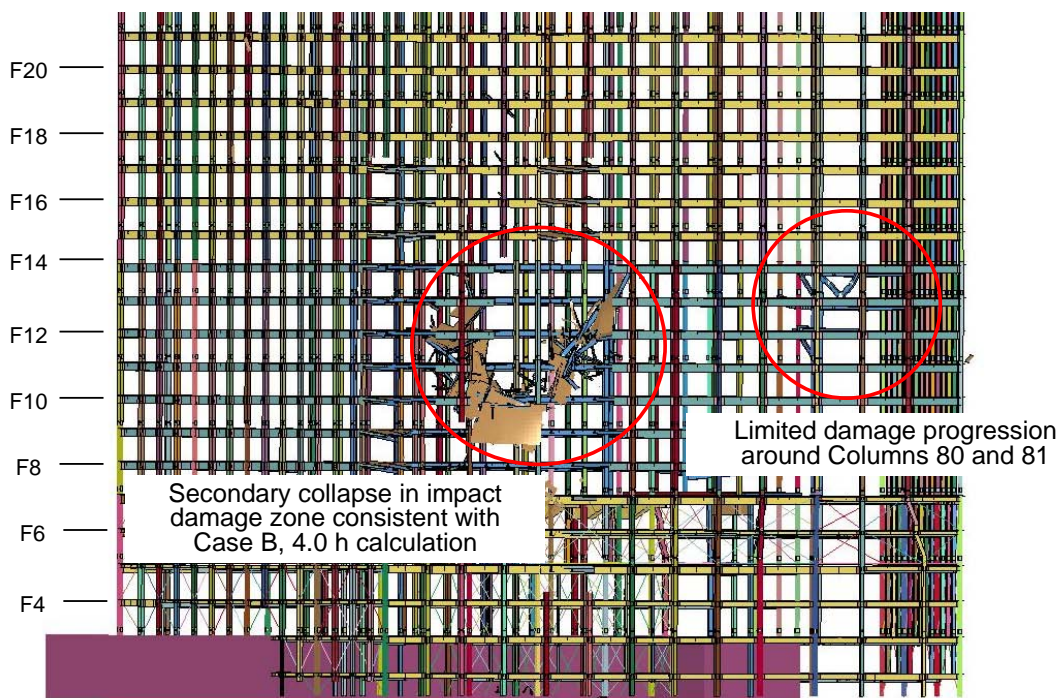 F20
F18
F16
F14
F12
F10
F8
F6
F4
Limited damage progression
around Columns 80 and 81
Secondary collapse in impact
damage zone consistent with
Case B, 4.0 h calculation